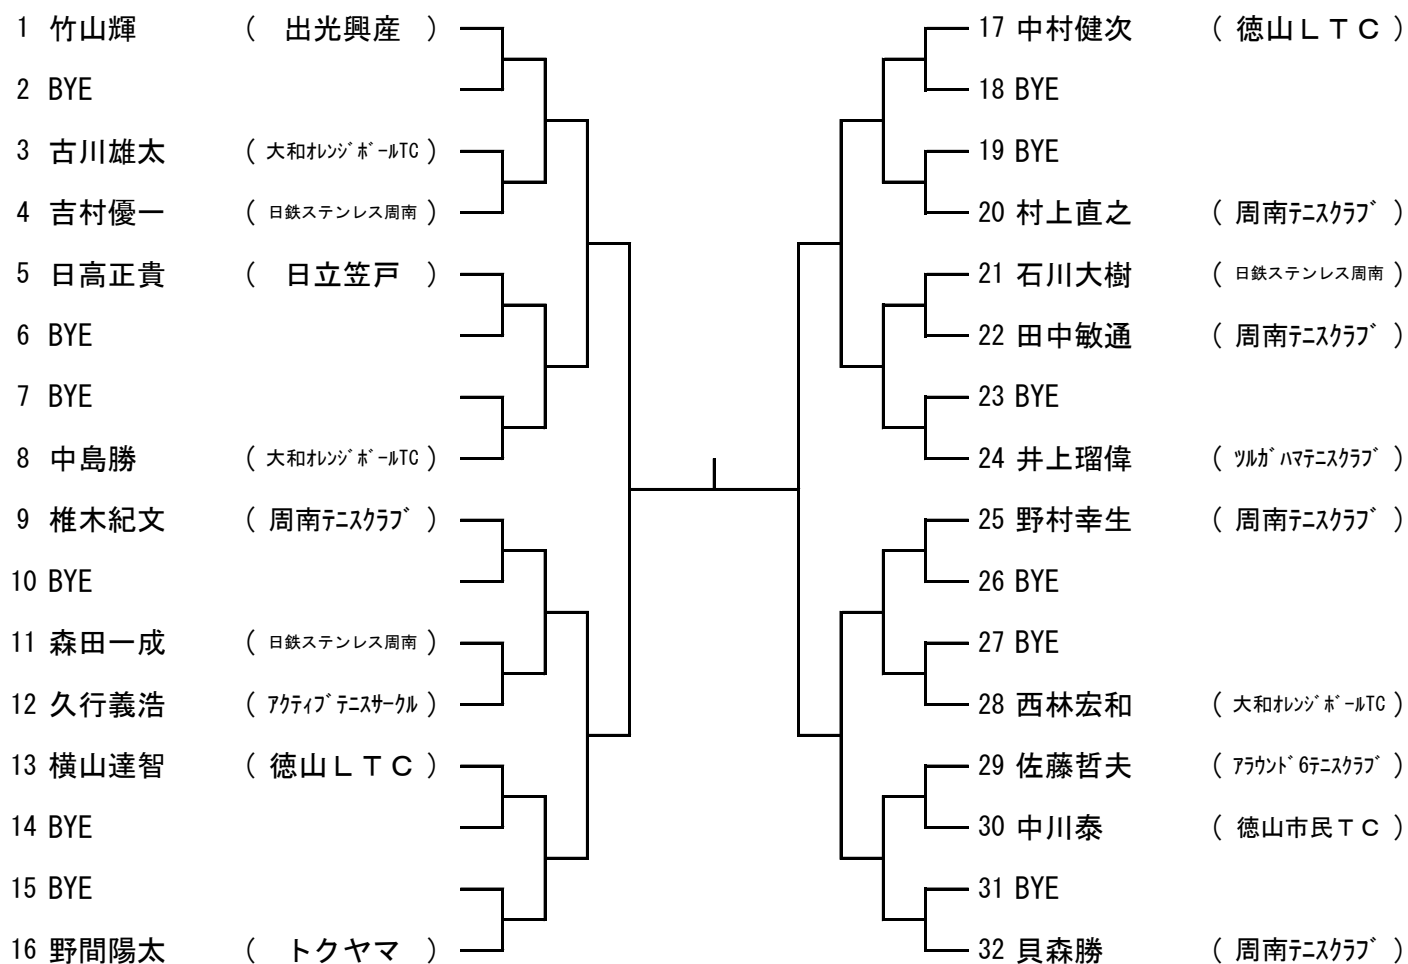 1 竹山輝 （ 出光興産 ）
2 BYE
3 古川雄太 （ 大和ｵﾚﾝｼﾞﾎﾞｰﾙTC ）
4 吉村優一 （ 日鉄ステンレス周南 ）
5 日高正貴 （ 日立笠戸 ）
6 BYE
7 BYE
8 中島勝 （ 大和ｵﾚﾝｼﾞﾎﾞｰﾙTC ）
9 椎木紀文 （ 周南ﾃﾆｽｸﾗﾌﾞ ）
10 BYE
11 森田一成 （ 日鉄ステンレス周南 ）
12 久行義浩 （ ｱｸﾃｨﾌﾞﾃﾆｽｻｰｸﾙ ）
13 横山達智 （ 徳山ＬＴＣ ）
14 BYE
15 BYE
16 野間陽太 （ トクヤマ ）
17 中村健次 （ 徳山ＬＴＣ ）
18 BYE
19 BYE
20 村上直之 （ 周南ﾃﾆｽｸﾗﾌﾞ ）
21 石川大樹 （ 日鉄ステンレス周南 ）
22 田中敏通 （ 周南ﾃﾆｽｸﾗﾌﾞ ）
23 BYE
24 井上瑠偉 （ ﾂﾙｶﾞﾊﾏﾃﾆｽｸﾗﾌﾞ ）
25 野村幸生 （ 周南ﾃﾆｽｸﾗﾌﾞ ）
26 BYE
27 BYE
28 西林宏和 （ 大和ｵﾚﾝｼﾞﾎﾞｰﾙTC ）
29 佐藤哲夫 （ ｱﾗｳﾝﾄﾞ6ﾃﾆｽｸﾗﾌﾞ ）
30 中川泰 （ 徳山市民ＴＣ ）
31 BYE
32 貝森勝 （ 周南ﾃﾆｽｸﾗﾌﾞ ）